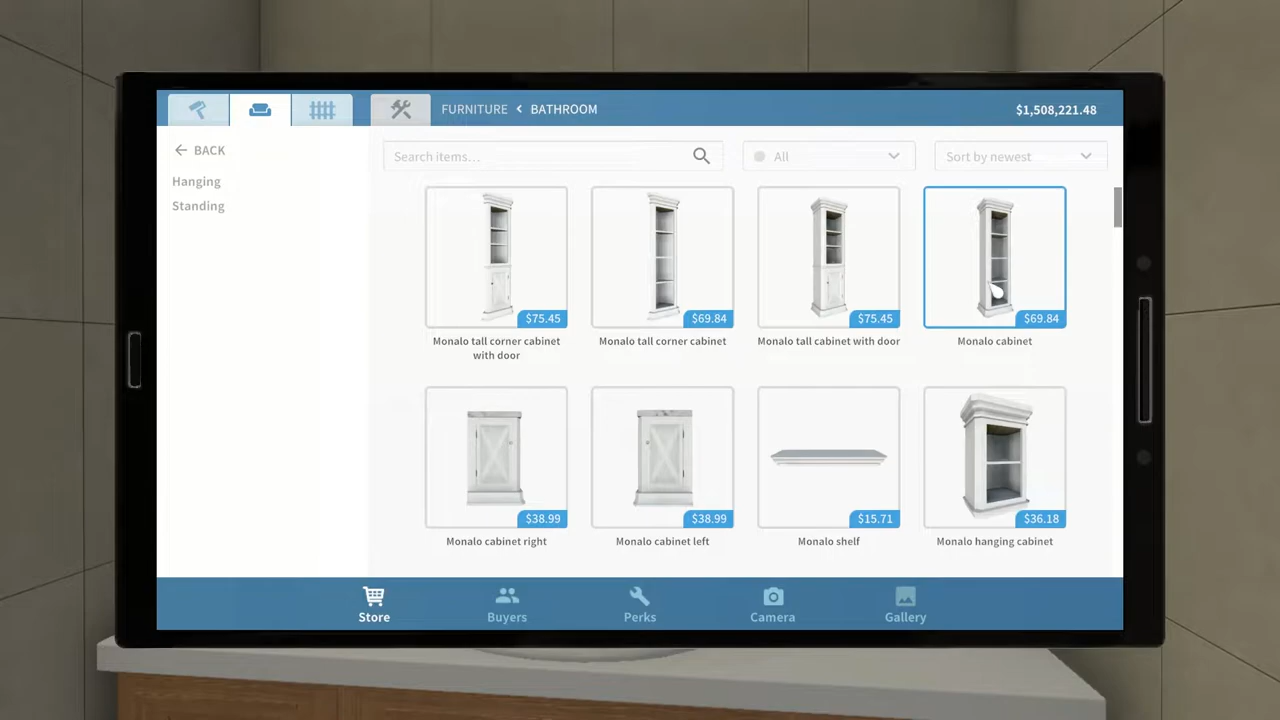 FURNITURE < BATHROOM
$1,508,221.48
BACK
Search items...
All
Sort by newest
Hanging
Standing
$75.45
$69.84
$75.45
$69.84
Monalo tall corner cabinet
with door
Monalo tall corner cabinet
Monalo tall cabinet with door
Monalo cabinet
$38.99
$38.99
$15.71
$36.18
Monalo cabinet right
Monalo cabinet left
Monalo shelf
Monalo hanging cabinet
Store
Buyers
Perks
Camera
Gallery